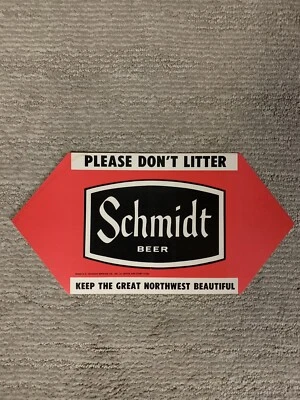 PLEASE DON'T LITTER
Schmidt
BEER
KEEP THE GREAT NORTHWEST BEAUTIFUL